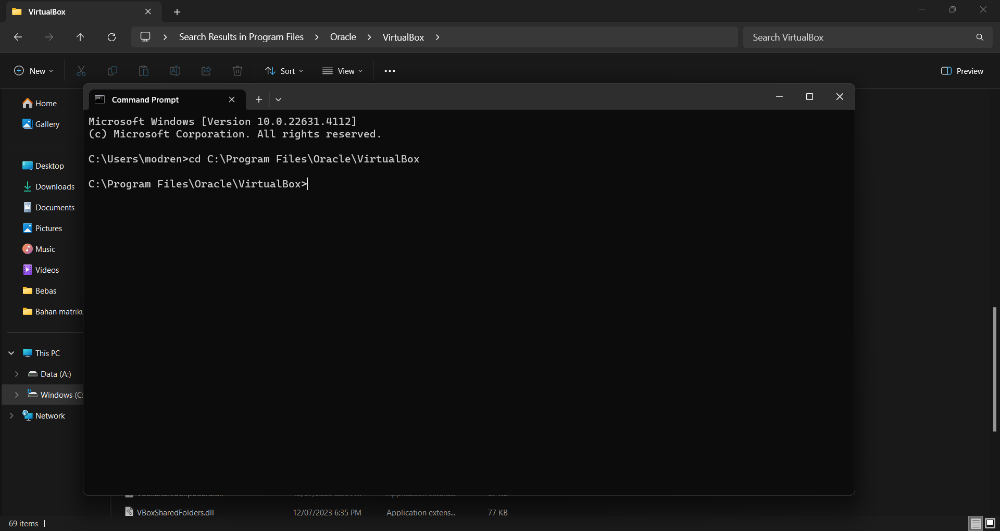 VirtualBox
Search Results in Program Files
Oracle
VirtualBox
Search VirtualBox
New
Sort
View
Preview
Home
Gallery
Desktop
Downloads
Documents
Pictures
Music
Videos
Bebas
Bahan matriku
This PC
Data (A:)
Windows (C:
Network
Command Prompt
Microsoft Windows [Version 10.0.22631.4112]
(c) Microsoft Corporation. All rights reserved.
C:\Users\modren>cd C:\Program Files\Oracle\VirtualBox
C:\Program Files\Oracle\VirtualBox>
VBoxSharedFolders.dll 12/07/2023 6:35 PM Application extens... 77 KB
69 items